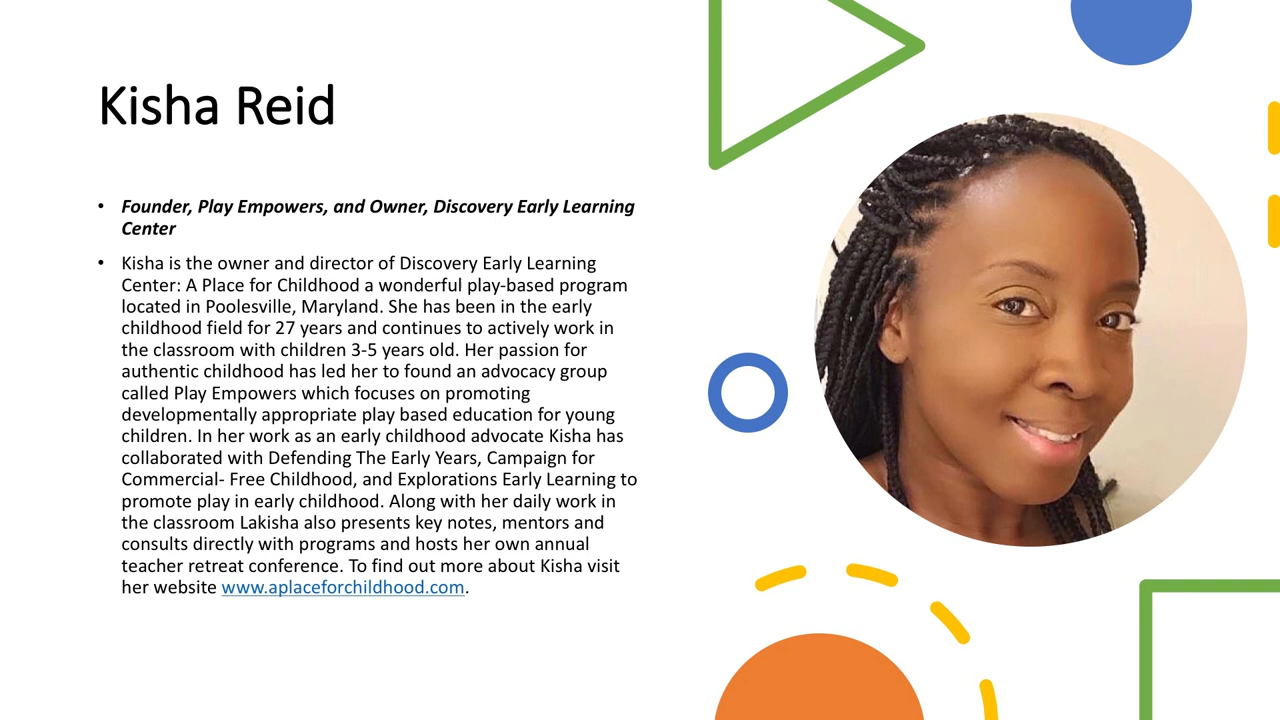 Kisha Reid
• Founder, Play Empowers, and Owner, Discovery Early Learning
Center
• Kisha is the owner and director of Discovery Early Learning
Center: A Place for Childhood a wonderful play-based program
located in Poolesville, Maryland. She has been in the early
childhood field for 27 years and continues to actively work in
the classroom with children 3-5 years old. Her passion for
authentic childhood has led her to found an advocacy group
called Play Empowers which focuses on promoting
developmentally appropriate play based education for young
children. In her work as an early childhood advocate Kisha has
collaborated with Defending The Early Years, Campaign for
Commercial- Free Childhood, and Explorations Early Learning to
promote play in early childhood. Along with her daily work in
the classroom Lakisha also presents key notes, mentors and
consults directly with programs and hosts her own annual
teacher retreat conference. To find out more about Kisha visit
her website www.aplaceforchildhood.com.